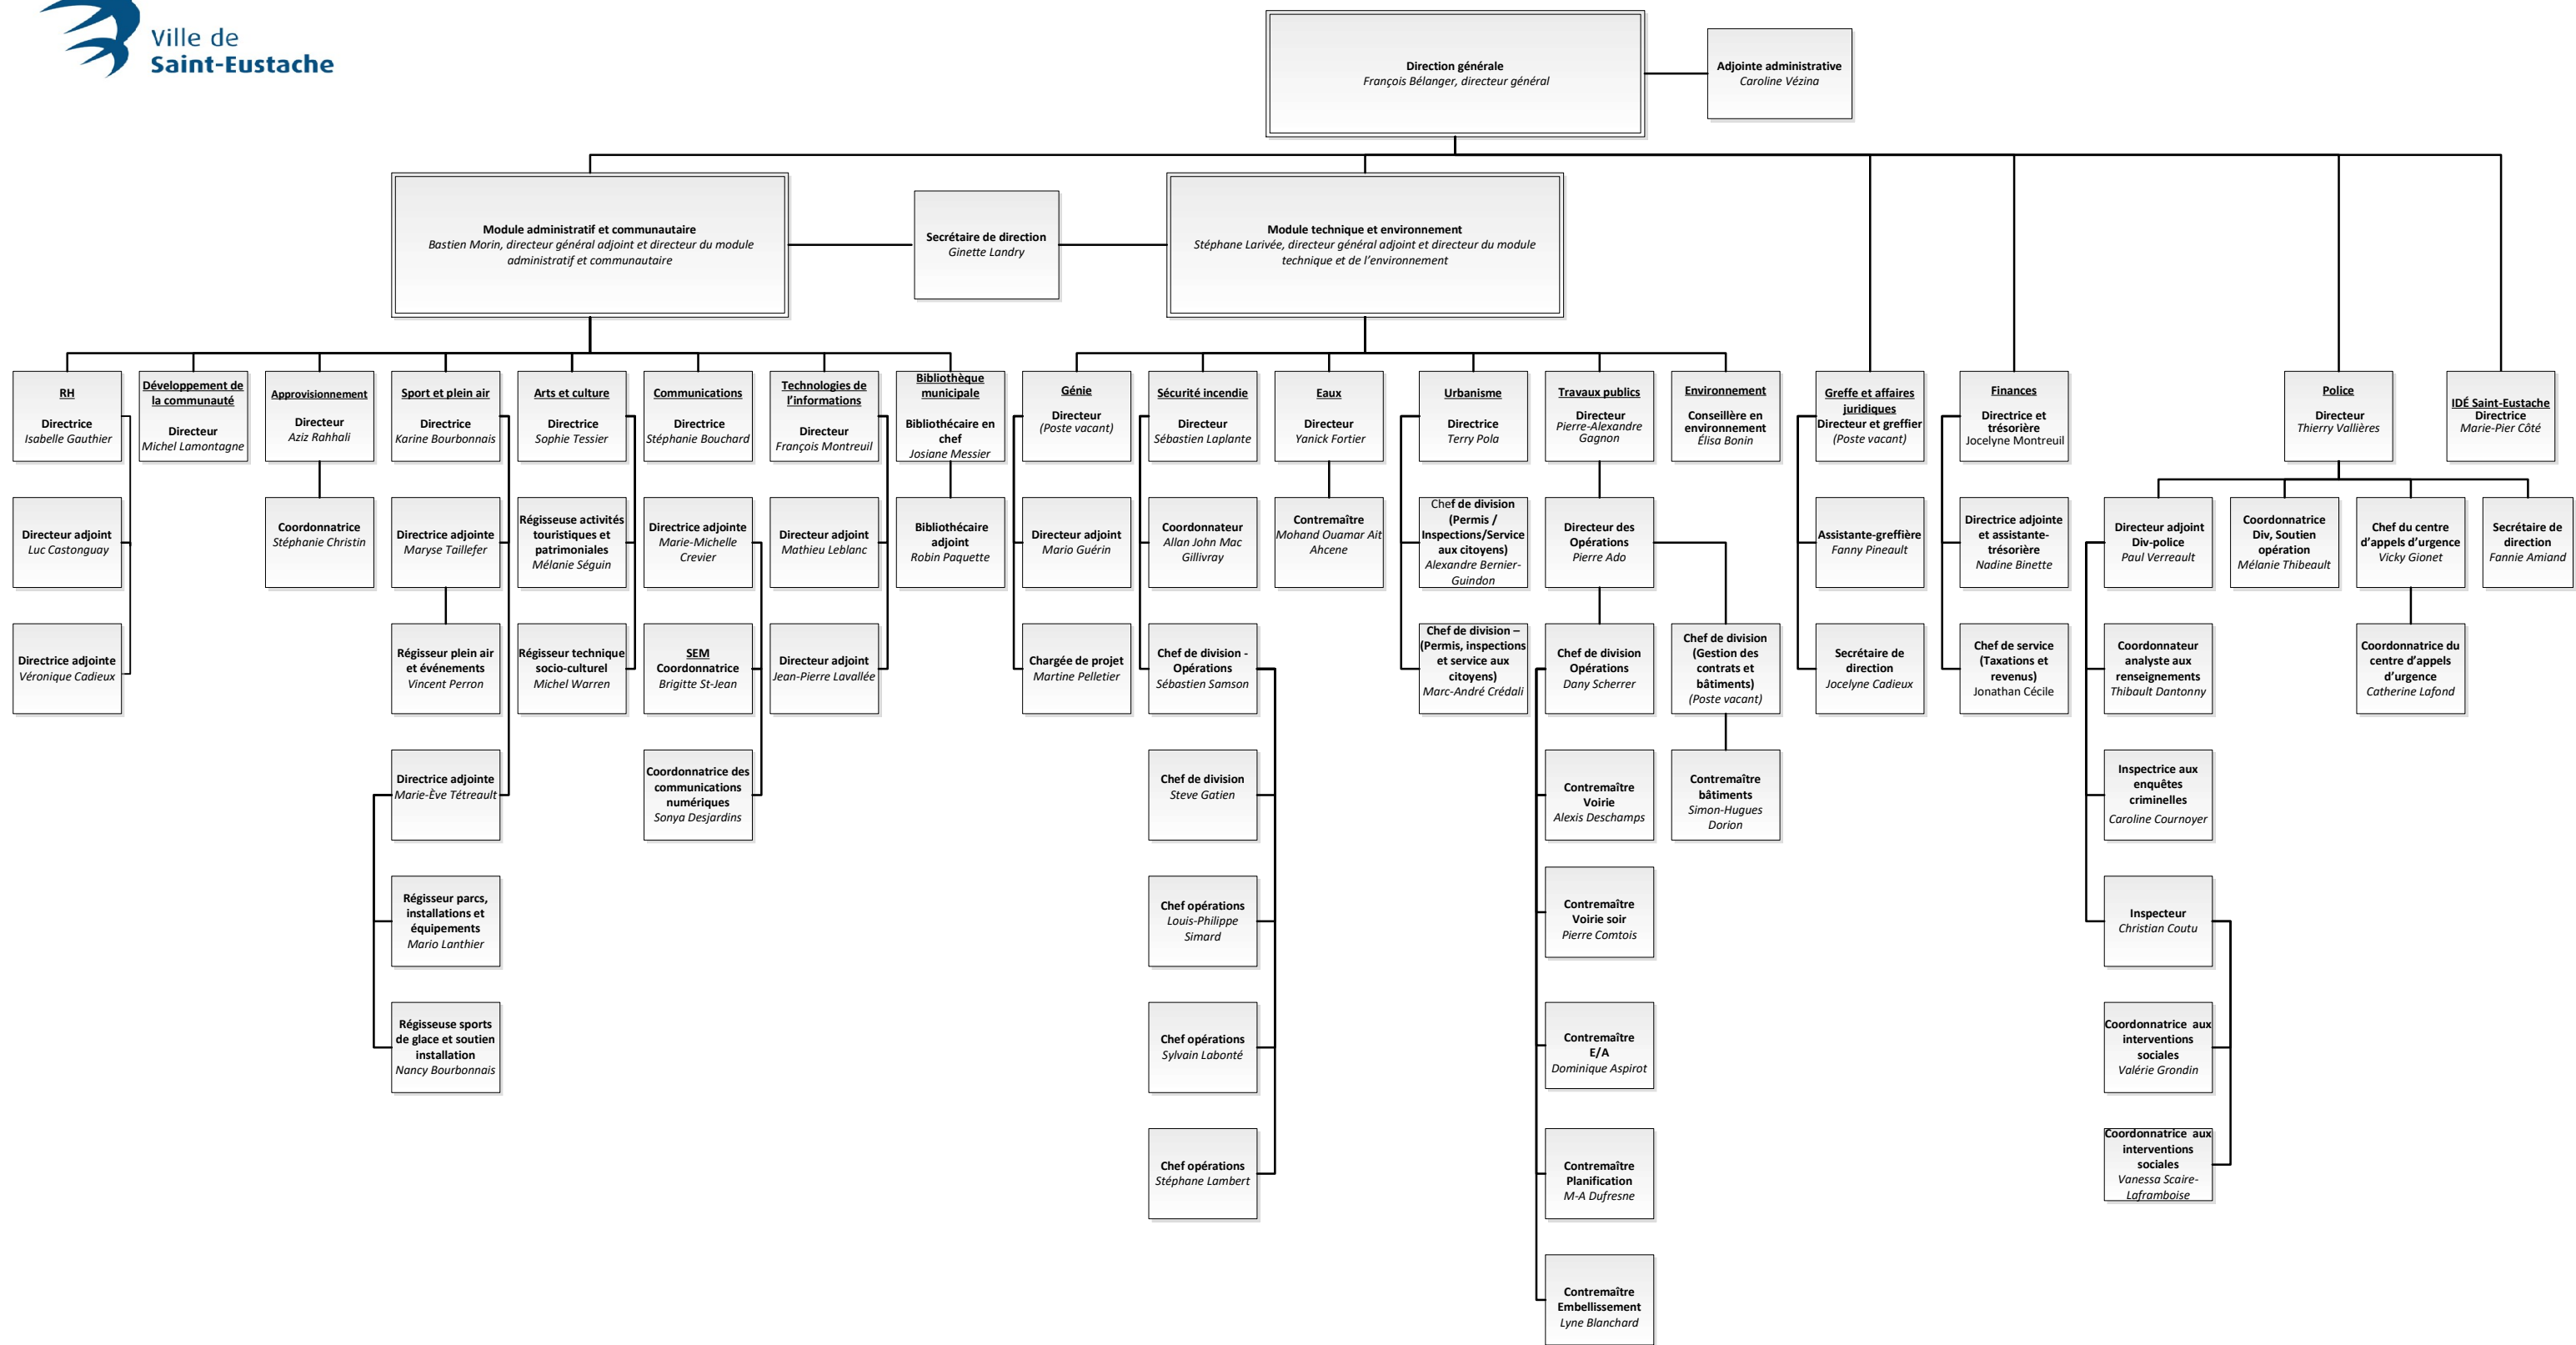 Ville de
Saint-Eustache
Direction générale
François Bélanger, directeur général
Adjointe administrative
Caroline Vézina
Module administratif et communautaire
Bastien Morin, directeur général adjoint et directeur du module
administratif et communautaire
Secrétaire de direction
Ginette Landry
Module technique et environnement
Stéphane Larivée, directeur général adjoint et directeur du module
technique et de l'environnement
RH
Directrice
Isabelle Gauthier
Développement de
la communauté
Directeur
Michel Lamontagne
Approvisionnement
Directeur
Aziz Rahhali
Sport et plein air
Directrice
Karine Bourbonnais
Arts et culture
Directrice
Sophie Tessier
Communications
Directrice
Stéphanie Bouchard
Technologies de
l'informations
Directeur
François Montreuil
Bibliothèque
municipale
Bibliothécaire en
chef
Josiane Messier
Génie
Directeur
(Poste vacant)
Sécurité incendie
Directeur
Sébastien Laplante
Eaux
Directeur
Yanick Fortier
Urbanisme
Directrice
Terry Pola
Travaux publics
Directeur
Pierre-Alexandre
Gagnon
Environnement
Conseillère en
environnement
Élisa Bonin
Greffe et affaires
juridiques
Directeur et greffier
(Poste vacant)
Finances
Directrice et
trésorière
Jocelyne Montreuil
Police
Directeur
Thierry Vallières
IDÉ Saint-Eustache
Directrice
Marie-Pier Côté
Directeur adjoint
Luc Castonguay
Coordonnatrice
Stéphanie Christin
Directrice adjointe
Maryse Taillefer
Régisseuse activités
touristiques et
patrimoniales
Mélanie Séguin
Directrice adjointe
Marie-Michelle
Crevier
Directeur adjoint
Mathieu Leblanc
Bibliothécaire
adjoint
Robin Paquette
Directeur adjoint
Mario Guérin
Coordonnateur
Allan John Mac
Gillivray
Contremaître
Mohand Ouamar Ait
Ahcene
Chef de division
(Permis /
Inspections/Service
aux citoyens)
Alexandre Bernier-
Guindon
Directeur des
Opérations
Pierre Ado
Assistante-greffière
Fanny Pineault
Directrice adjointe
et assistante-
trésorière
Nadine Binette
Directeur adjoint
Div-police
Paul Verreault
Coordonnatrice
Div, Soutien
opération
Mélanie Thibeault
Chef du centre
d'appels d'urgence
Vicky Gionet
Secrétaire de
direction
Fannie Amiand
Directrice adjointe
Véronique Cadieux
Régisseur plein air
et événements
Vincent Perron
Régisseur technique
socio-culturel
Michel Warren
SEM
Coordonnatrice
Brigitte St-Jean
Directeur adjoint
Jean-Pierre Lavallée
Chargée de projet
Martine Pelletier
Chef de division -
Opérations
Sébastien Samson
Chef de division –
(Permis, inspections
et service aux
citoyens)
Marc-André Crédali
Chef de division
Opérations
Dany Scherrer
Chef de division
(Gestion des
contrats et
bâtiments)
(Poste vacant)
Secrétaire de
direction
Jocelyne Cadieux
Chef de service
(Taxations et
revenus)
Jonathan Cécile
Coordonnateur
analyste aux
renseignements
Thibault Dantonny
Coordonnatrice du
centre d'appels
d'urgence
Catherine Lafond
Directrice adjointe
Marie-Ève Tétreault
Coordonnatrice des
communications
numériques
Sonya Desjardins
Chef de division
Steve Gatien
Contremaître
Voirie
Alexis Deschamps
Contremaître
bâtiments
Simon-Hugues
Dorion
Inspectrice aux
enquêtes
criminelles
Caroline Cournoyer
Régisseur parcs,
installations et
équipements
Mario Lanthier
Chef opérations
Louis-Philippe
Simard
Contremaître
Voirie soir
Pierre Comtois
Inspecteur
Christian Coutu
Régisseuse sports
de glace et soutien
installation
Nancy Bourbonnais
Chef opérations
Sylvain Labonté
Contremaître
E/A
Dominique Aspirot
Coordonnatrice aux
interventions
sociales
Valérie Grondin
Chef opérations
Stéphane Lambert
Contremaître
Planification
M-A Dufresne
Coordonnatrice aux
interventions
sociales
Vanessa Scaire-
Laframboise
Contremaître
Embellissement
Lyne Blanchard